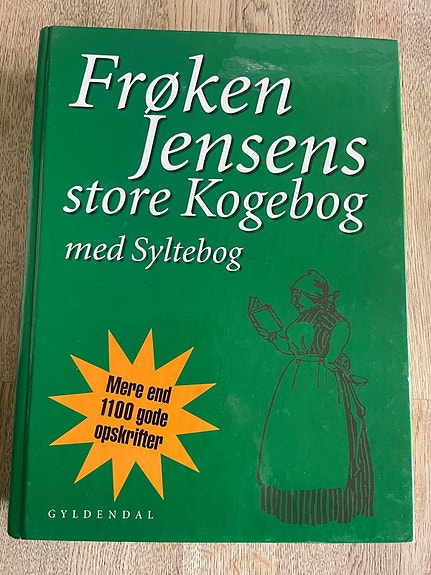 Frøken
Jensens
store Kogebog
med Syltebog
Mere end
1100 gode
opskrifter
GYLDENDAL